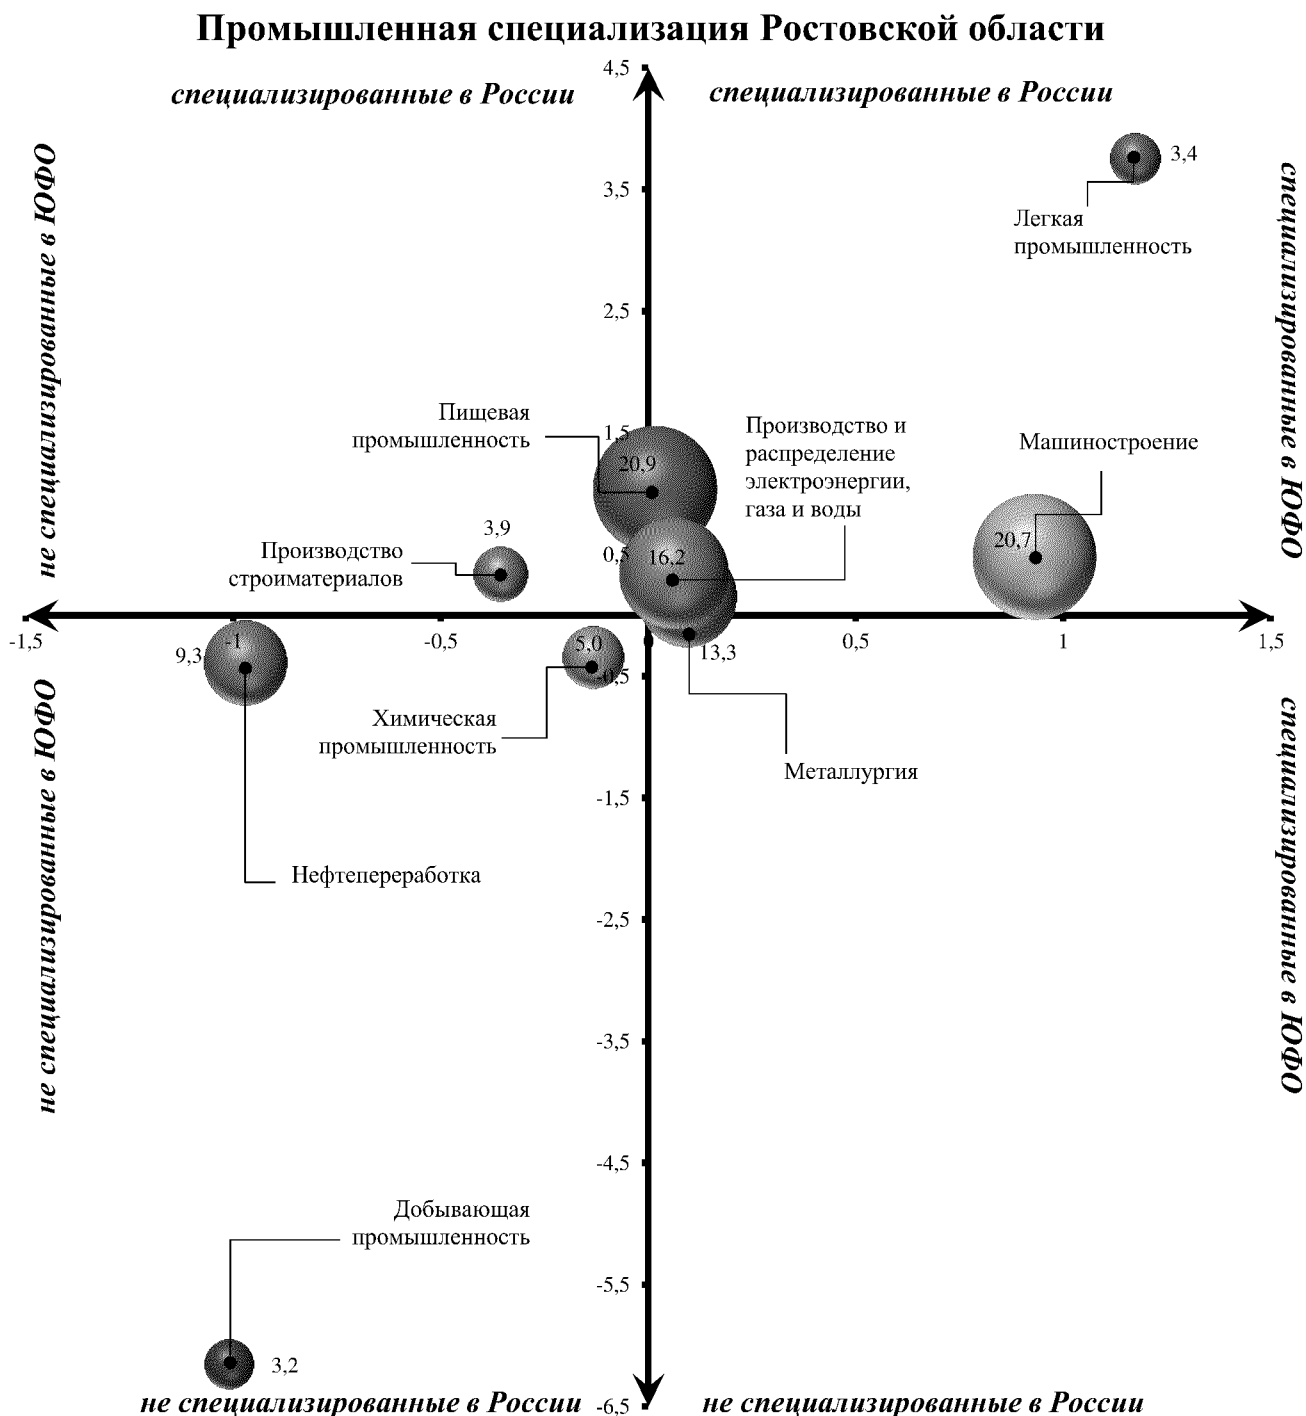 Промышленная специализация Ростовской области
4,5
специализированные в России
специализированные в России
не специализированные в ЮФО
специализированные в ЮФО
3,4
3,5
Легкая
промышленность
2,5
Пищевая
промышленность
1,5
20,9
Производство и
распределение
электроэнергии,
газа и воды
Машиностроение
3,9
Производство
стройматериалов
0,5
16,2
20,7
-1,5
-1
-0,5
0
0,5
1
1,5
9,3
5,0
13,3
-0,5
не специализированные в ЮФО
специализированные в ЮФО
Химическая
промышленность
Металлургия
-1,5
Нефтепереработка
-2,5
-3,5
-4,5
Добывающая
промышленность
-5,5
3,2
не специализированные в России
-6,5
не специализированные в России